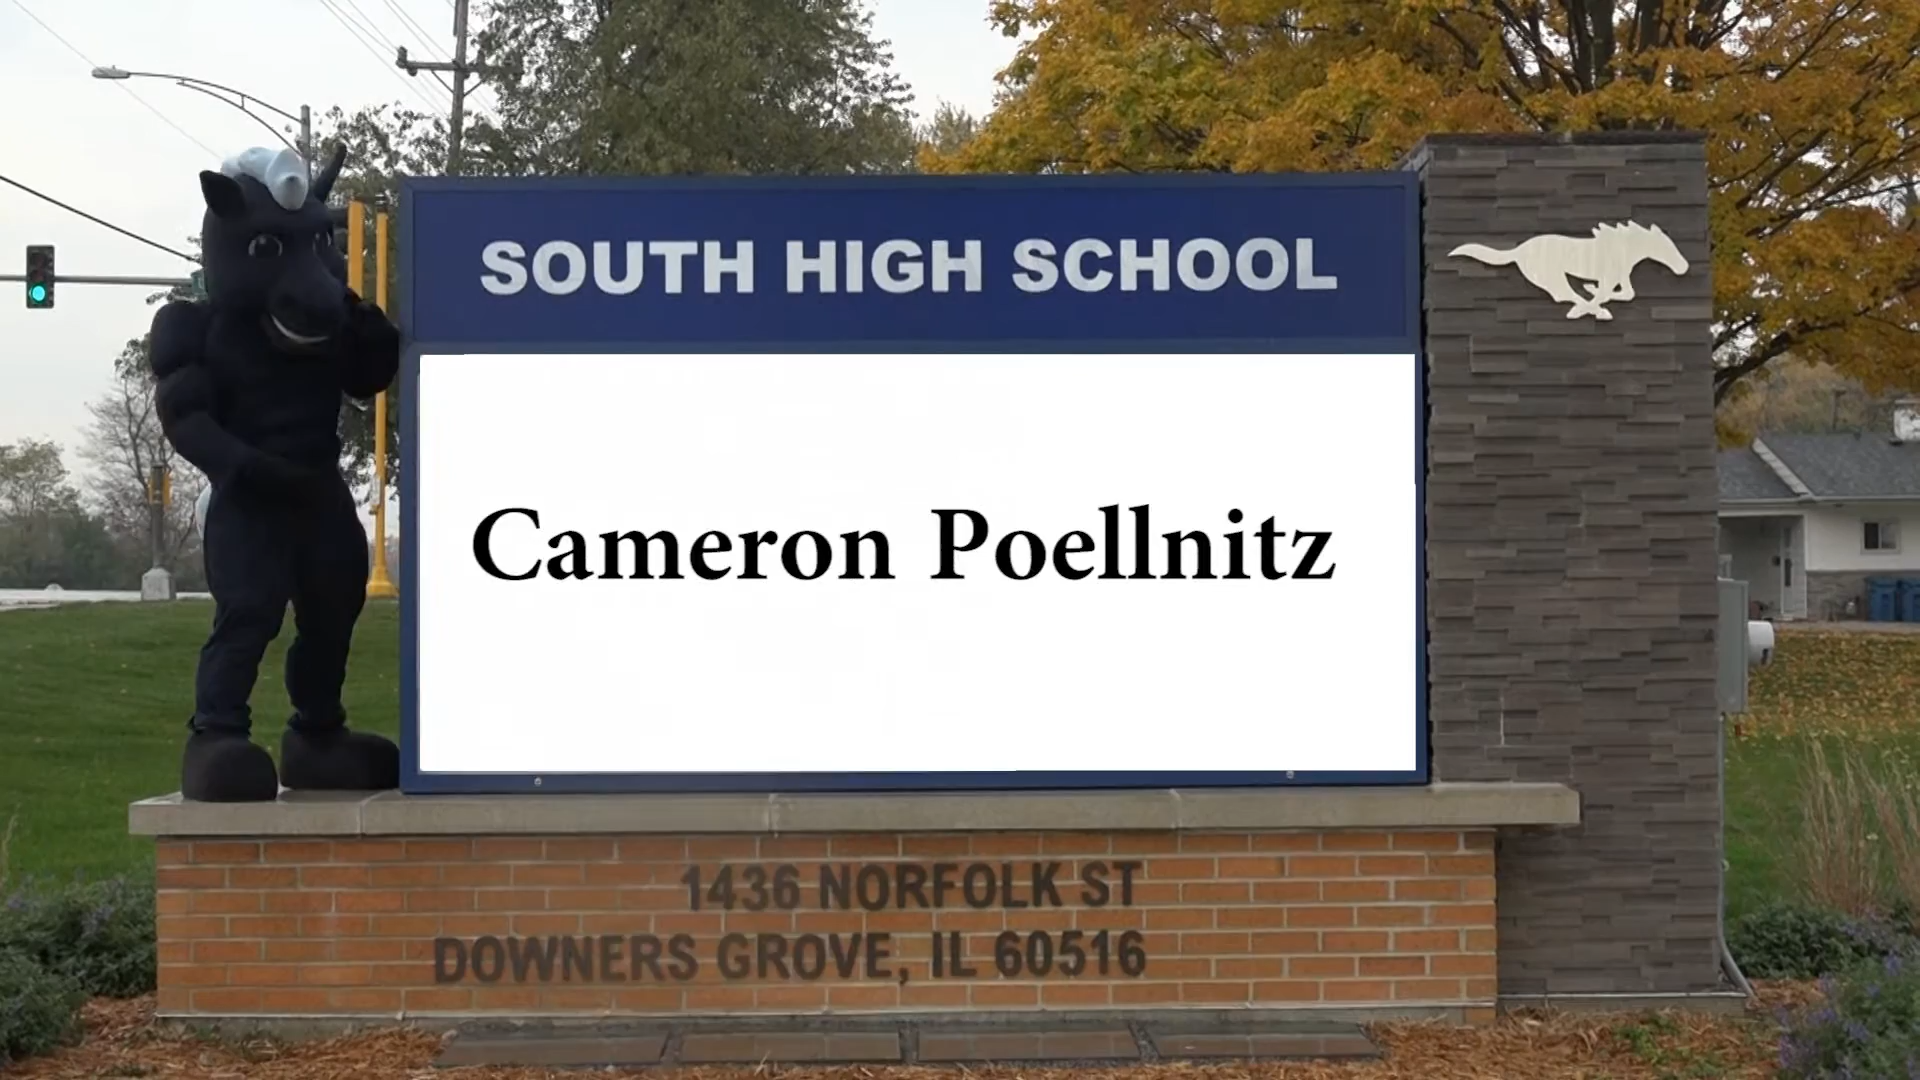 SOUTH HIGH SCHOOL
Cameron Poellnitz
1436 NORFOLK ST
DOWNERS GROVE, IL 60516